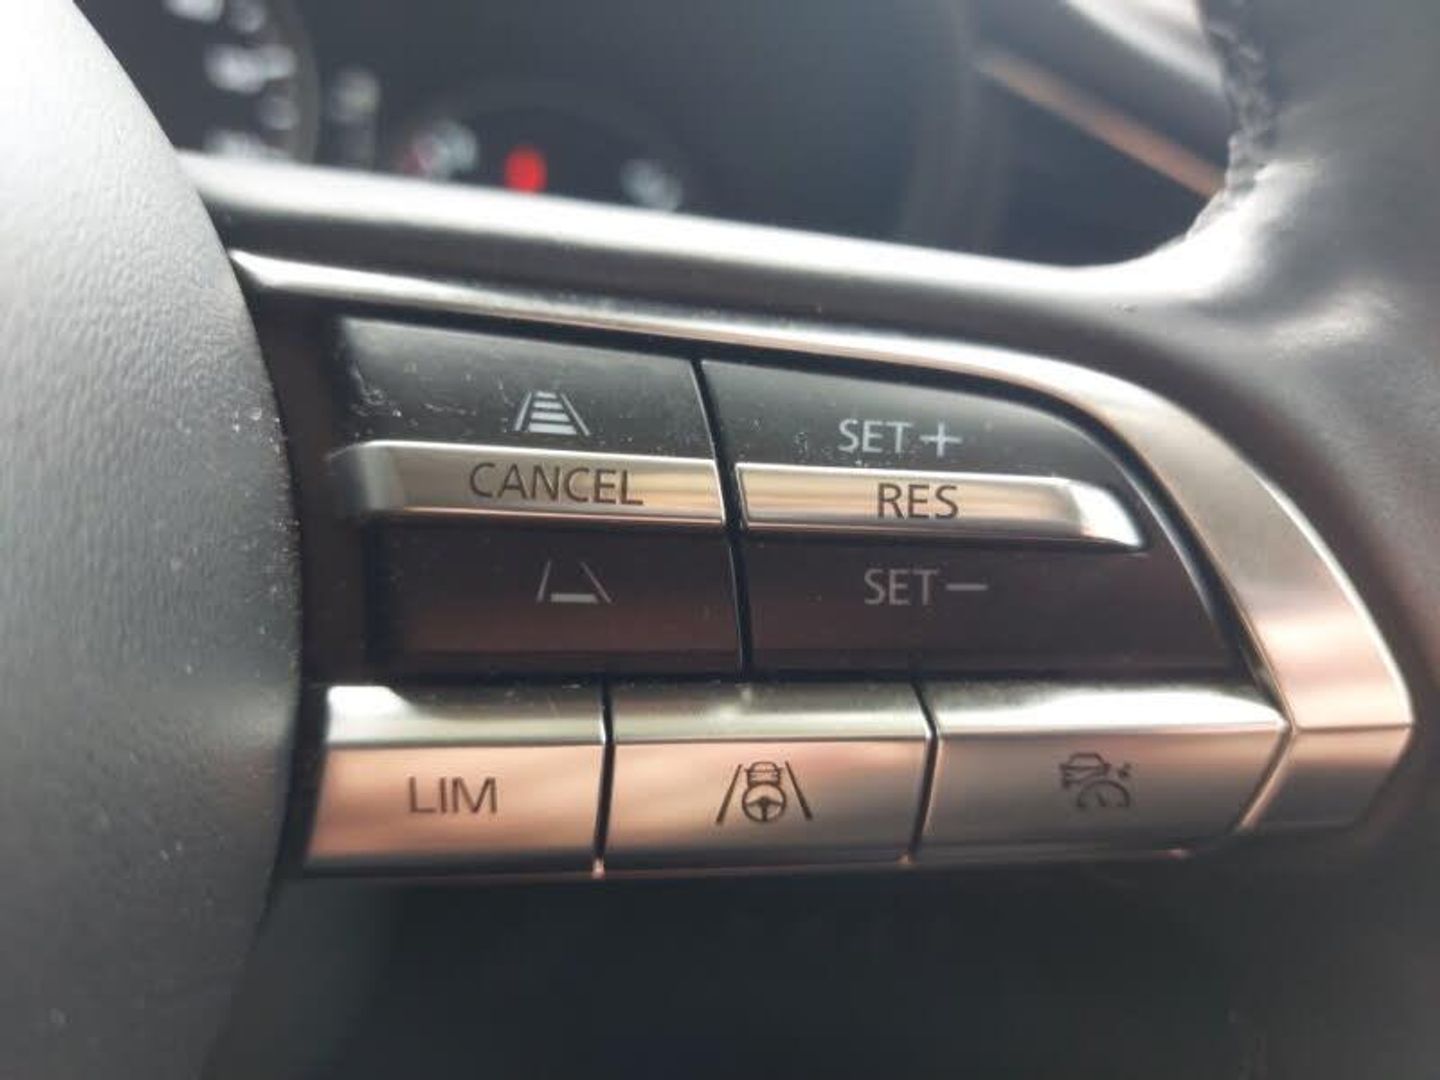 SET +
CANCEL
RES
SET −
LIM